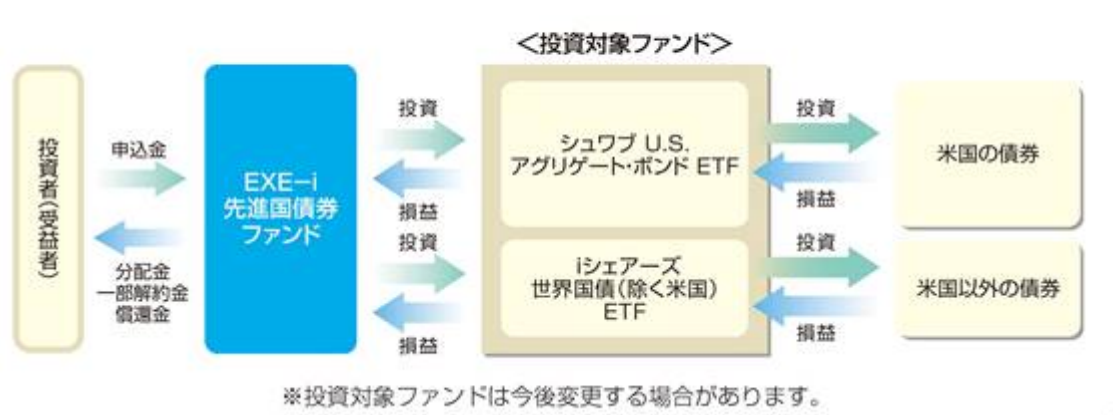 ＜投資対象ファンド＞
投資者（受益者）
申込金
分配金
一部解約金
償還金
EXE－i
先進国債券
ファンド
投資
損益
投資
損益
シュワブ U.S.
アグリゲート・ボンド ETF
iシェアーズ
世界国債（除く米国）
ETF
投資
損益
投資
損益
米国の債券
米国以外の債券
※投資対象ファンドは今後変更する場合があります。